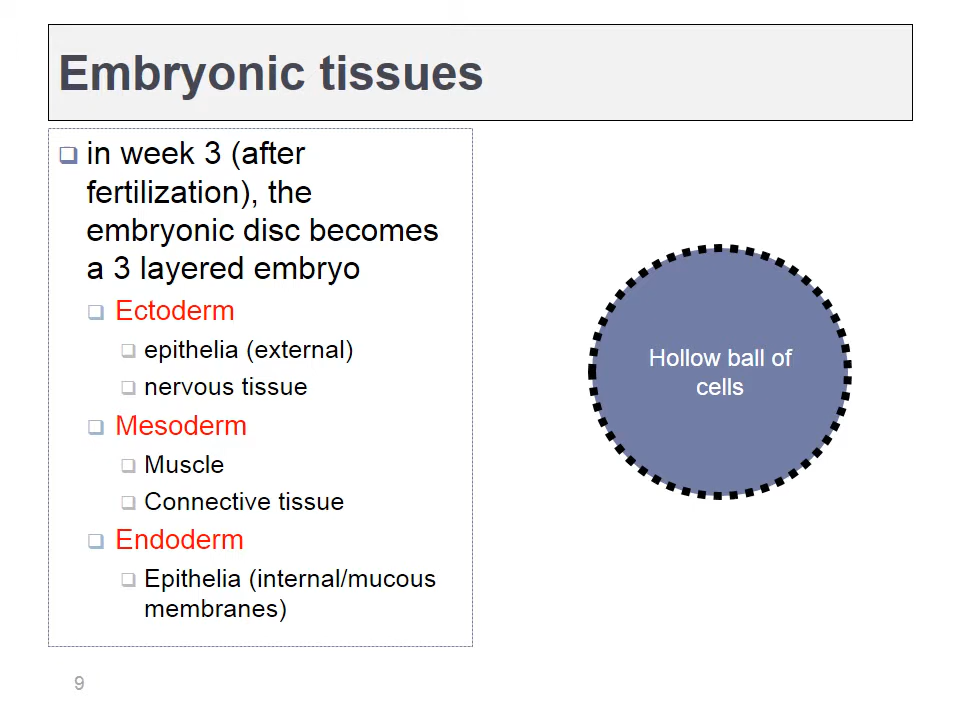 Embryonic tissues
in week 3 (after
fertilization), the
embryonic disc becomes
a 3 layered embryo
Ectoderm
epithelia (external)
nervous tissue
Mesoderm
Muscle
Connective tissue
Endoderm
Epithelia (internal/mucous
membranes)
Hollow ball of
cells
9